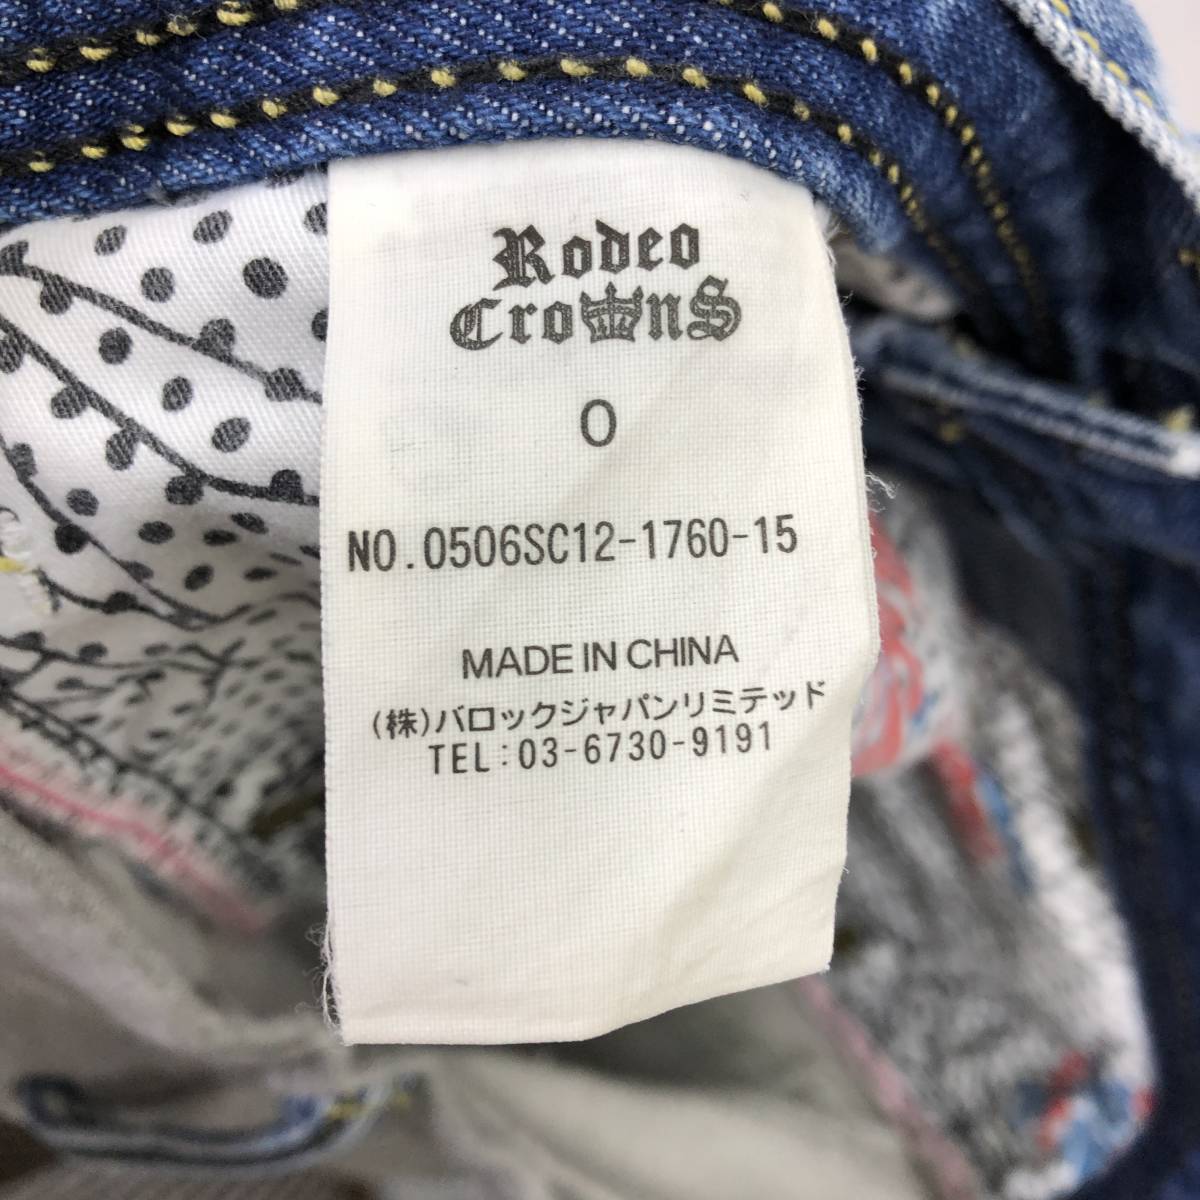 Rodeo
CrownS
0
NO.0506SC12-1760-15
MADE IN CHINA
(株)バロックジャパンリミテッド
TEL:03-6730-9191